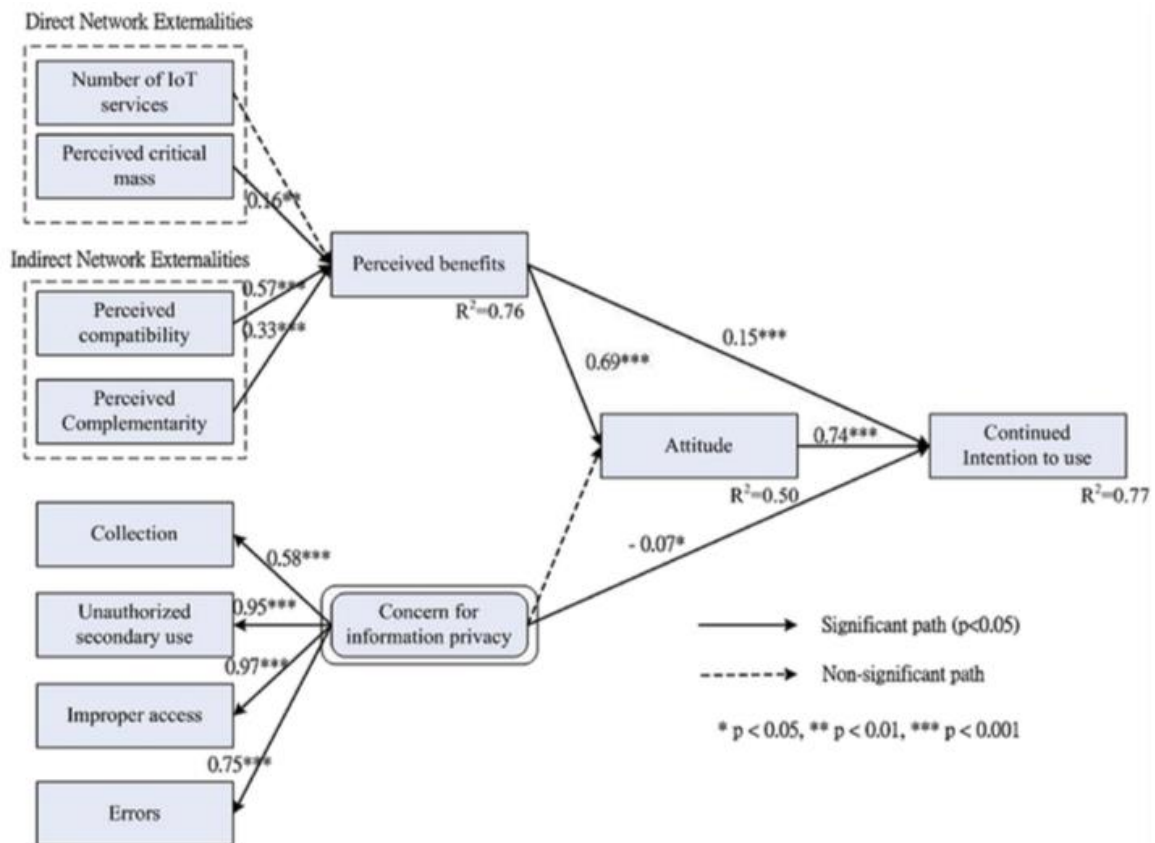 Direct Network Externalities
Number of IoT
services
Perceived critical
mass
0.16**
Indirect Network Externalities
Perceived
compatibility
0.57***
0.33***
Perceived
Complementarity
Perceived benefits
R²=0.76
0.15***
0.69***
Attitude
R²=0.50
0.74***
Continued
Intention to use
R²=0.77
- 0.07*
Collection
0.58***
Unauthorized
secondary use
0.95***
Concern for
information privacy
0.97***
Improper access
0.75***
Errors
Significant path (p<0.05)
Non-significant path
* p < 0.05, ** p < 0.01, *** p < 0.001